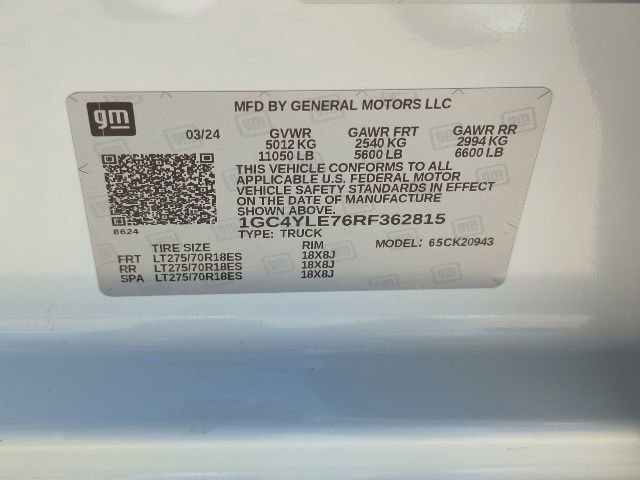 gm
MFD BY GENERAL MOTORS LLC
03/24 GVWR GAWR FRT GAWR RR
5012 KG 2540 KG 2994 KG
11050 LB 5600 LB 6600 LB
THIS VEHICLE CONFORMS TO ALL
APPLICABLE U.S. FEDERAL MOTOR
VEHICLE SAFETY STANDARDS IN EFFECT
ON THE DATE OF MANUFACTURE
SHOWN ABOVE.
1GC4YLE76RF362815
8624
TYPE: TRUCK MODEL: 65CK20943
TIRE SIZE RIM
FRT LT275/70R18ES 18X8J
RR LT275/70R18ES 18X8J
SPA LT275/70R18ES 18X8J